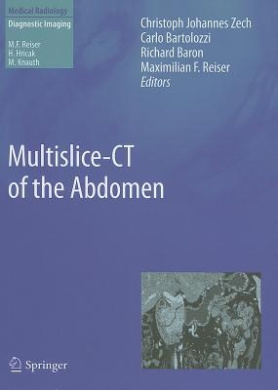 Medical Radiology
Diagnostic Imaging
M.F. Reiser
H. Hricak
M. Knauth
Christoph Johannes Zech
Carlo Bartolozzi
Richard Baron
Maximilian F. Reiser
Editors
Multislice-CT
of the Abdomen
Springer